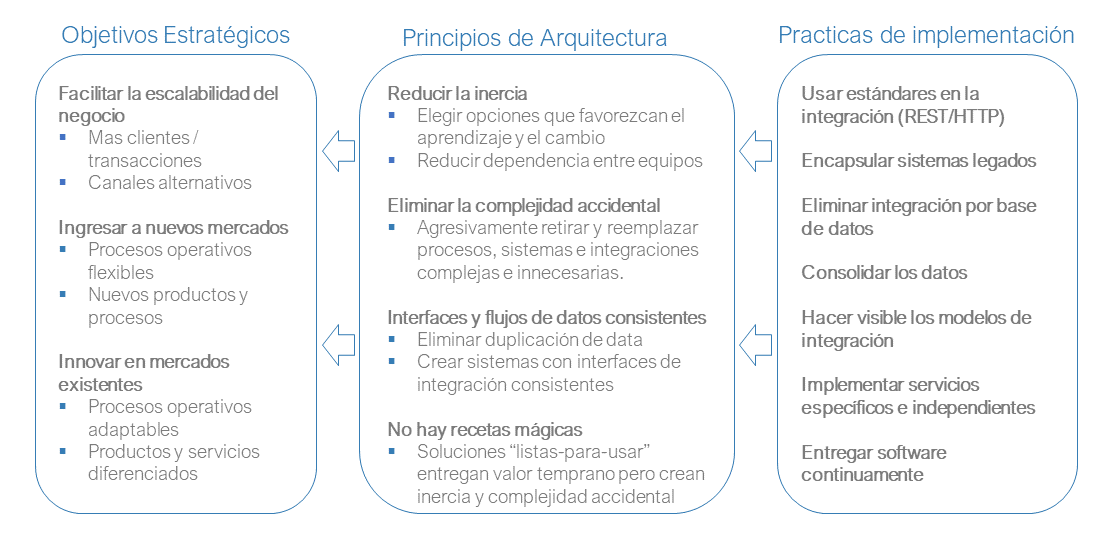 Objetivos Estratégicos
Facilitar la escalabilidad del
negocio
▪ Mas clientes /
transacciones
▪ Canales alternativos
Ingresar a nuevos mercados
▪ Procesos operativos
flexibles
▪ Nuevos productos y
procesos
Innovar en mercados
existentes
▪ Procesos operativos
adaptables
▪ Productos y servicios
diferenciados
Principios de Arquitectura
Reducir la inercia
▪ Elegir opciones que favorezcan el
aprendizaje y el cambio
▪ Reducir dependencia entre equipos
Eliminar la complejidad accidental
▪ Agresivamente retirar y reemplazar
procesos, sistemas e integraciones
complejas e innecesarias.
Interfaces y flujos de datos consistentes
▪ Eliminar duplicación de data
▪ Crear sistemas con interfaces de
integración consistentes
No hay recetas mágicas
▪ Soluciones “listas-para-usar”
entregan valor temprano pero crean
inercia y complejidad accidental
Practicas de implementación
Usar estándares en la
integración (REST/HTTP)
Encapsular sistemas legados
Eliminar integración por base
de datos
Consolidar los datos
Hacer visible los modelos de
integración
Implementar servicios
específicos e independientes
Entregar software
continuamente